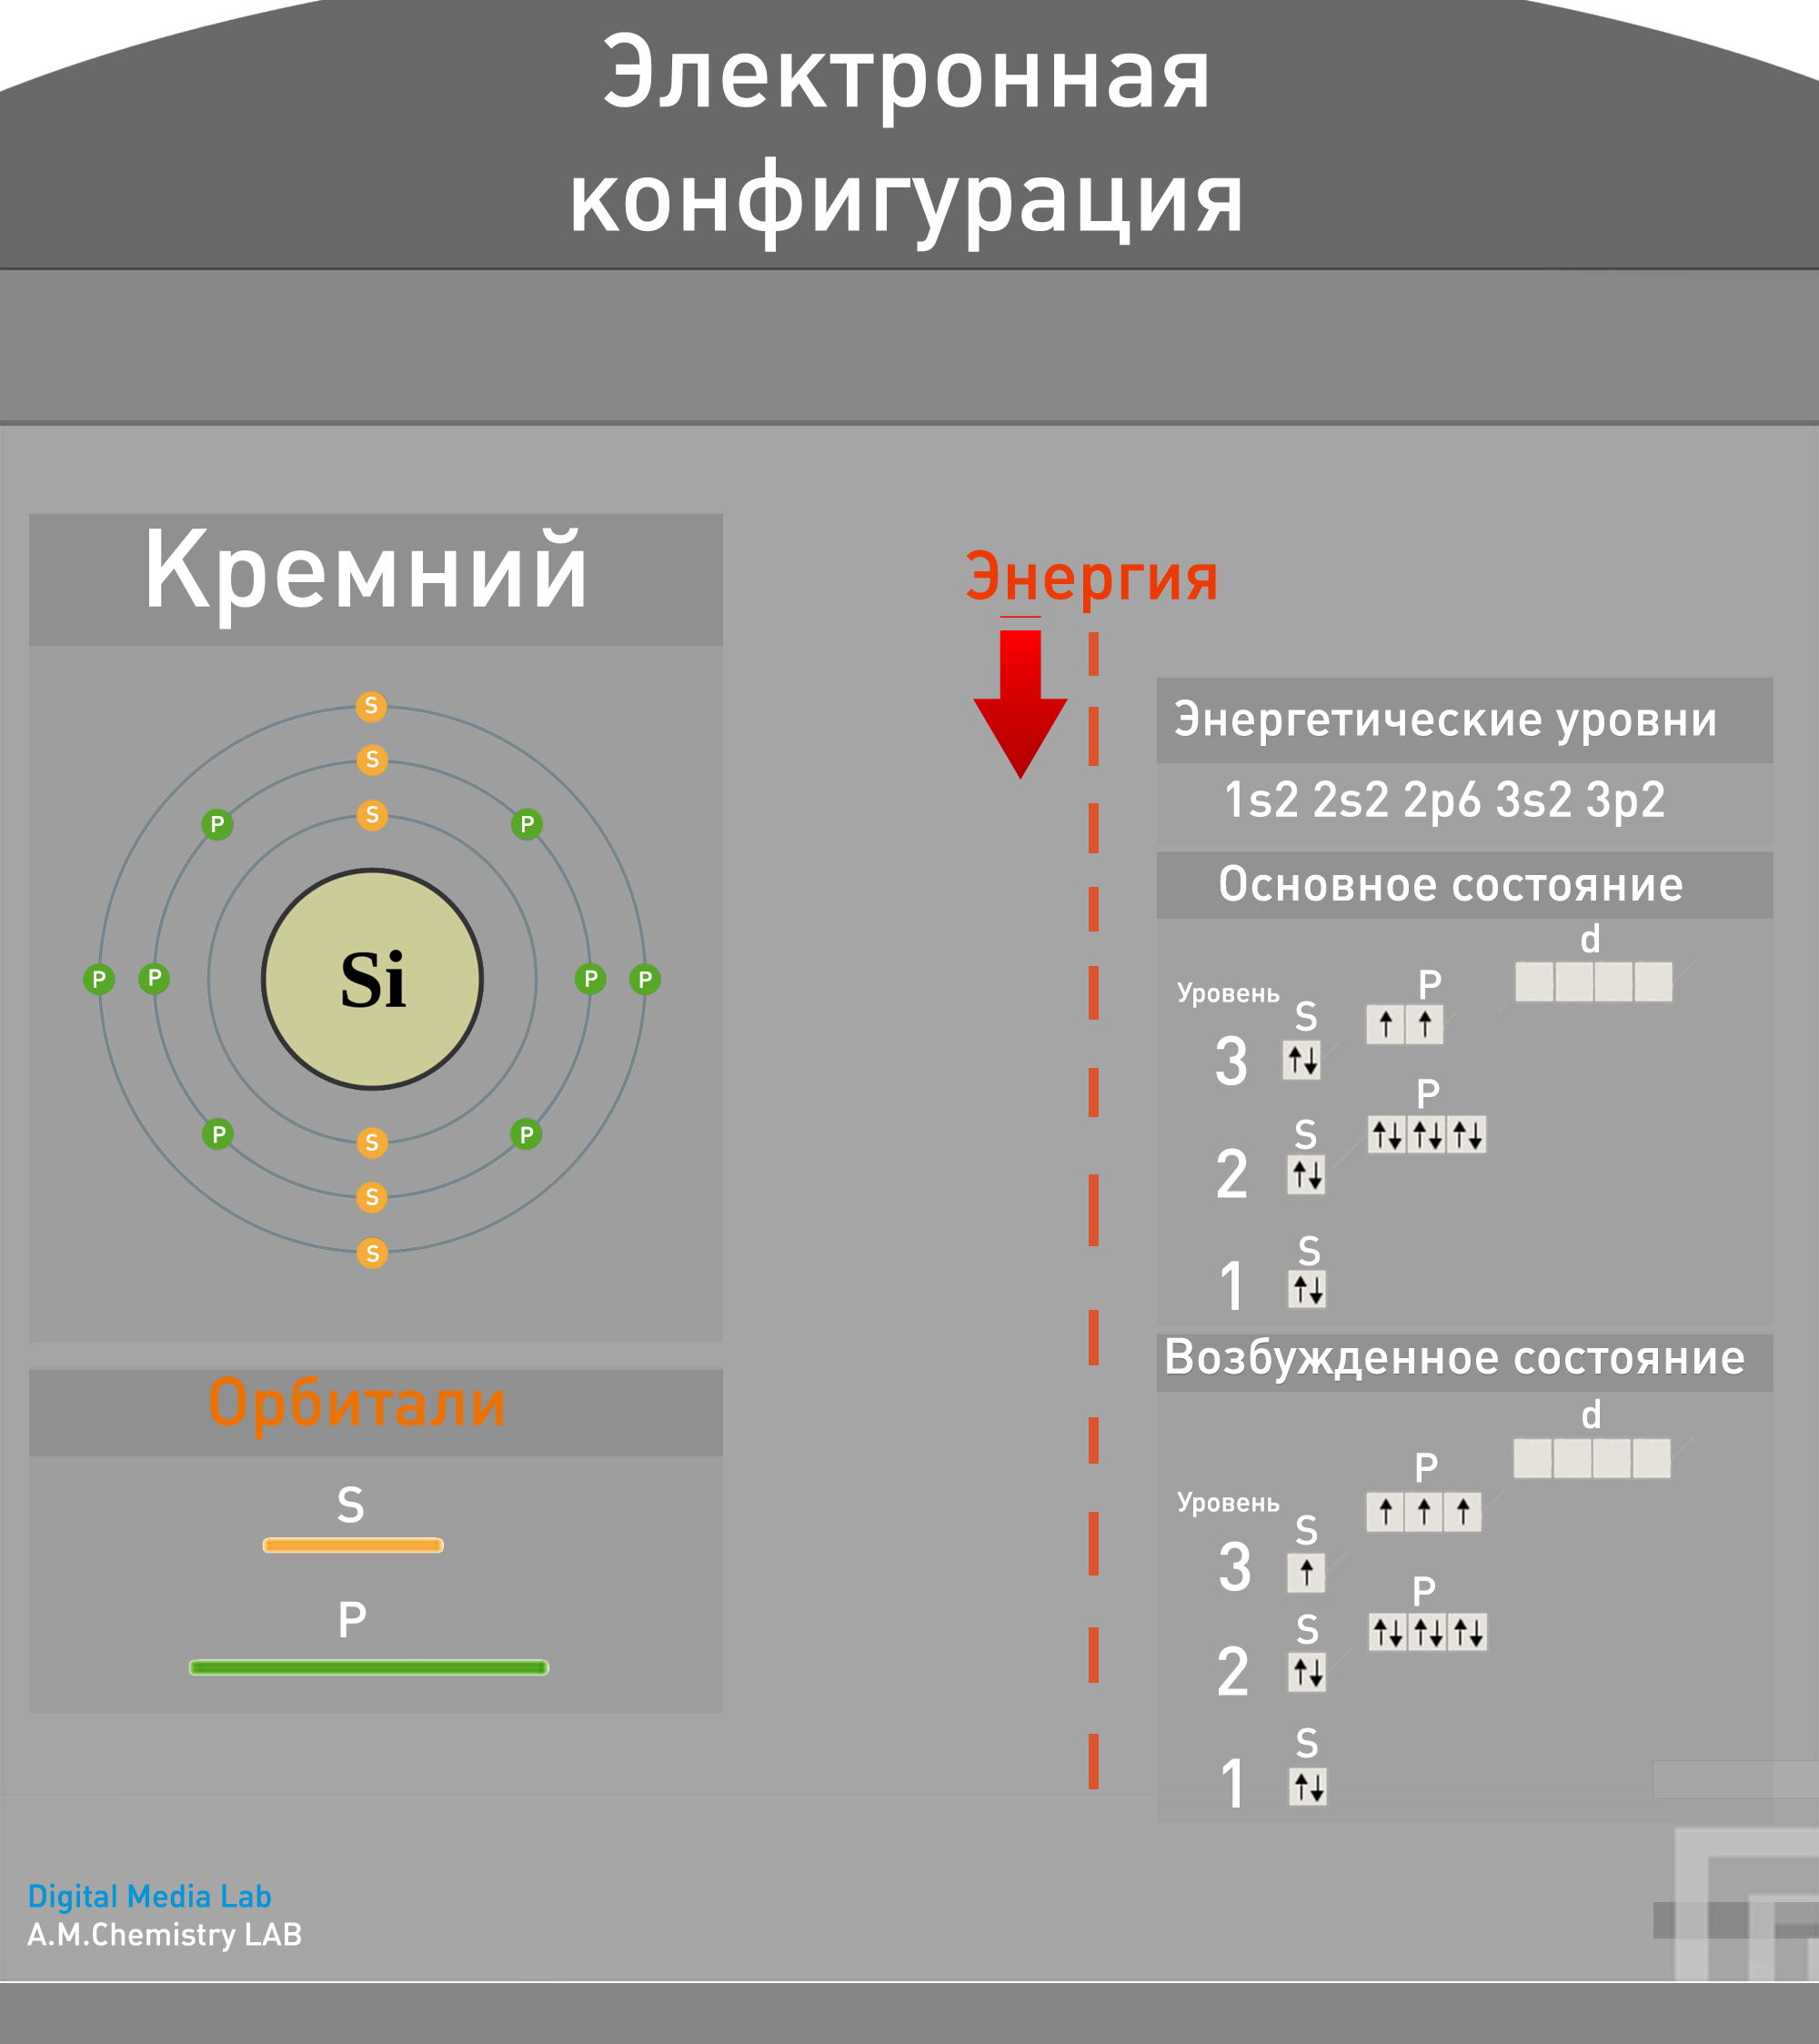 Электронная
конфигурация
Кремний
S
S
S
P
P
P
P
Si
P
P
P
P
S
S
S
Орбитали
S
P
Энергия
Энергетические уровни
1s2 2s2 2p6 3s2 3p2
Основное состояние
d
P
Уровень
S
3
P
S
2
S
1
Возбужденное состояние
d
P
Уровень
S
3
P
S
2
S
1
Digital Media Lab
A.M.Chemistry LAB